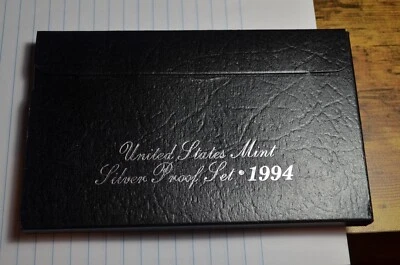 United States Mint
Silver Proof Set • 1994